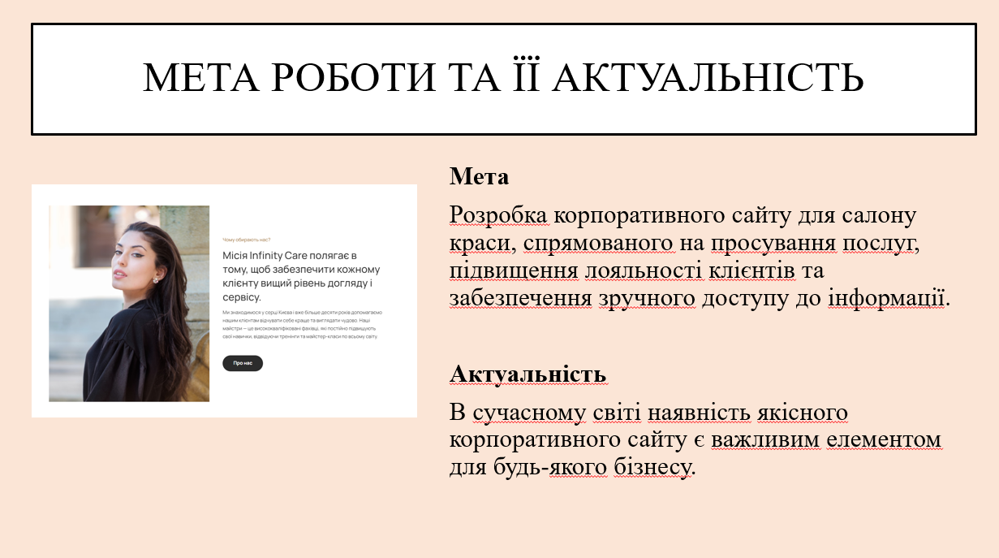 МЕТА РОБОТИ ТА ЇЇ АКТУАЛЬНІСТЬ
Чому обирають нас?
Місія Infinity Care полягає в
тому, щоб забезпечити кожному
клієнту вищий рівень догляду і
сервісу.
Ми знаходимося у серці Києва і вже більше десяти років допомагаємо
нашим клієнтам відчувати себе краще та виглядати чудово. Наші
майстри — це висококваліфіковані фахівці, які постійно підвищують
свої навички, відвідуючи тренінги та майстер-класи по всьому світу
Про нас
Мета
Розробка корпоративного сайту для салону
краси, спрямованого на просування послуг,
підвищення лояльності клієнтів та
забезпечення зручного доступу до інформації.
Актуальність
В сучасному світі наявність якісного
корпоративного сайту є важливим елементом
для будь-якого бізнесу.